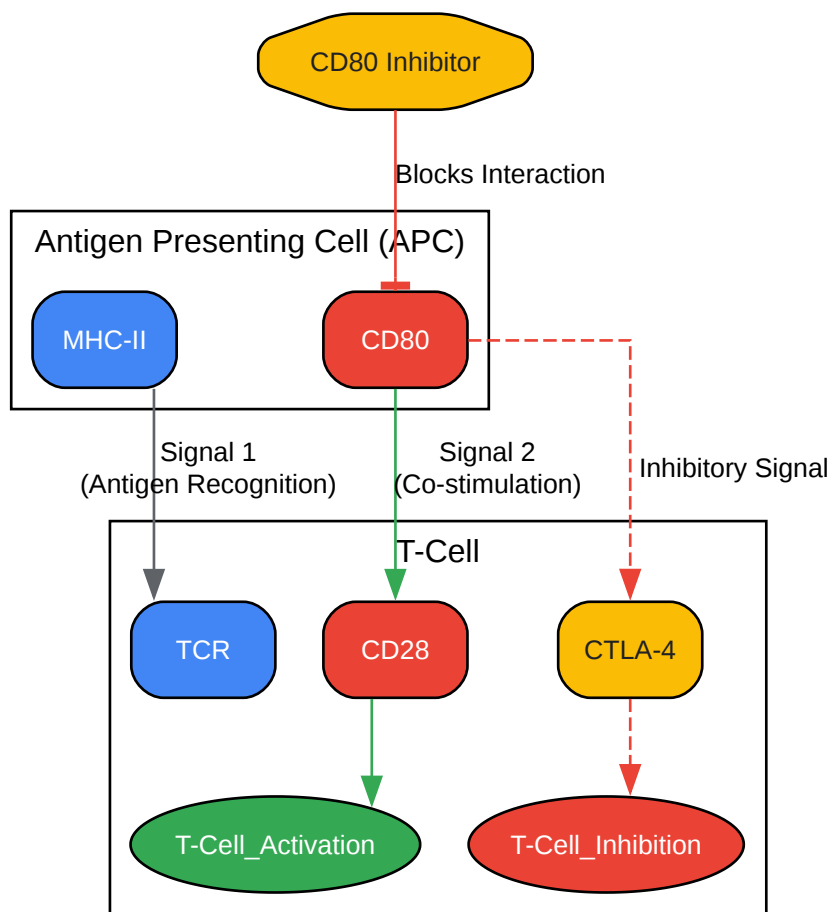 CD80 Inhibitor
Blocks Interaction
Antigen Presenting Cell (APC)
MHC-II
CD80
Signal 1
(Antigen Recognition)
Signal 2
(Co-stimulation)
Inhibitory Signal
T-Cell
TCR
CD28
CTLA-4
T-Cell_Activation
T-Cell_Inhibition